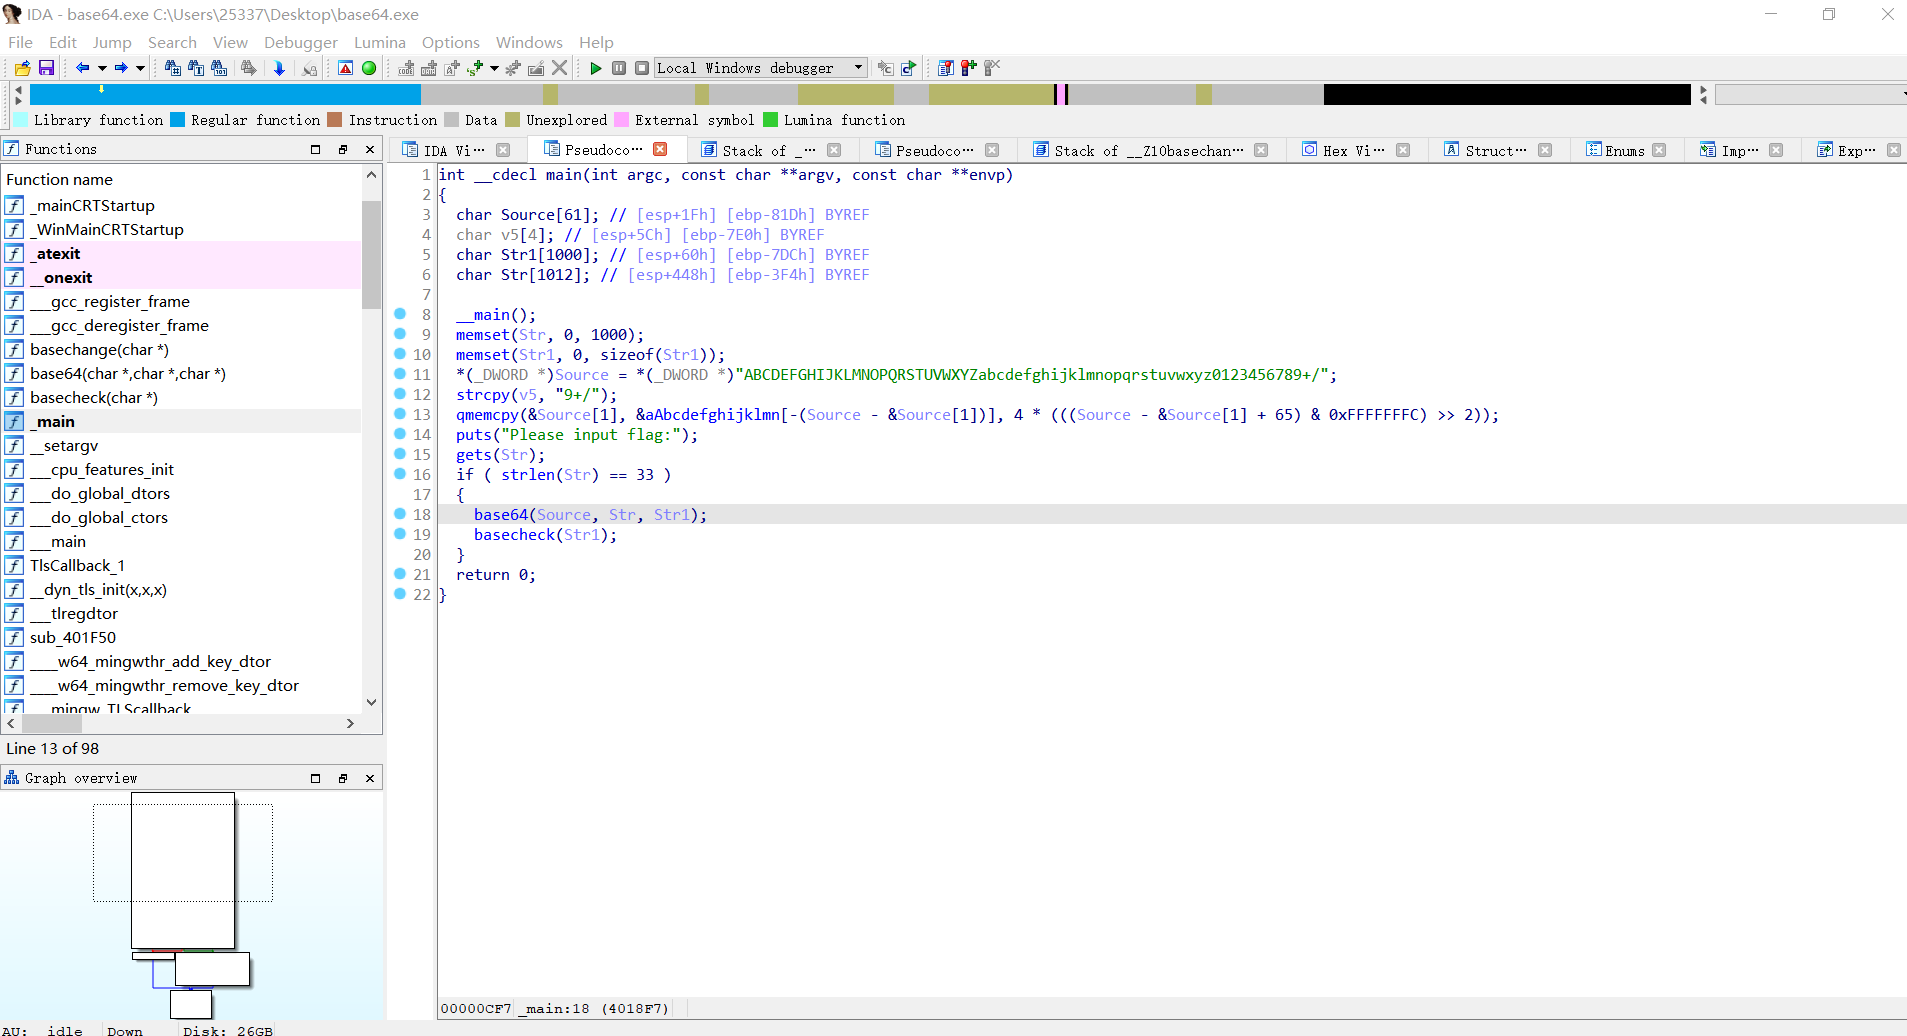 IDA - base64.exe C:\Users\25337\Desktop\base64.exe
File Edit Jump Search View Debugger Lumina Options Windows Help
Local Windows debugger
Library function Regular function Instruction Data Unexplored External symbol Lumina function
Functions
IDA Vi··· Pseudoco··· Stack of _··· Pseudoco··· Stack of __Z10basechan··· Hex Vi··· Struct··· Enums Imp··· Exp···
Function name
_mainCRTStartup
_WinMainCRTStartup
_atexit
__onexit
___gcc_register_frame
___gcc_deregister_frame
basechange(char *)
base64(char *,char *,char *)
basecheck(char *)
_main
__setargv
___cpu_features_init
___do_global_dtors
___do_global_ctors
___main
TlsCallback_1
__dyn_tls_init(x,x,x)
___tlregdtor
sub_401F50
____w64_mingwthr_add_key_dtor
____w64_mingwthr_remove_key_dtor
___mingw_TLScallback
Line 13 of 98
Graph overview
AU: idle Down Disk: 26GB
1 int __cdecl main(int argc, const char **argv, const char **envp)
2 {
3 char Source[61]; // [esp+1Fh] [ebp-81Dh] BYREF
4 char v5[4]; // [esp+5Ch] [ebp-7E0h] BYREF
5 char Str1[1000]; // [esp+60h] [ebp-7DCh] BYREF
6 char Str[1012]; // [esp+448h] [ebp-3F4h] BYREF
7
8 __main();
9 memset(Str, 0, 1000);
10 memset(Str1, 0, sizeof(Str1));
11 *(_DWORD *)Source = *(_DWORD *)"ABCDEFGHIJKLMNOPQRSTUVWXYZabcdefghijklmnopqrstuvwxyz0123456789+/";
12 strcpy(v5, "9+/");
13 qmemcpy(&Source[1], &aAbcdefghijklmn[-(Source - &Source[1])], 4 * (((Source - &Source[1] + 65) & 0xFFFFFFFC) >> 2));
14 puts("Please input flag:");
15 gets(Str);
16 if ( strlen(Str) == 33 )
17 {
18 base64(Source, Str, Str1);
19 basecheck(Str1);
20 }
21 return 0;
22 }
00000CF7 _main:18 (4018F7)